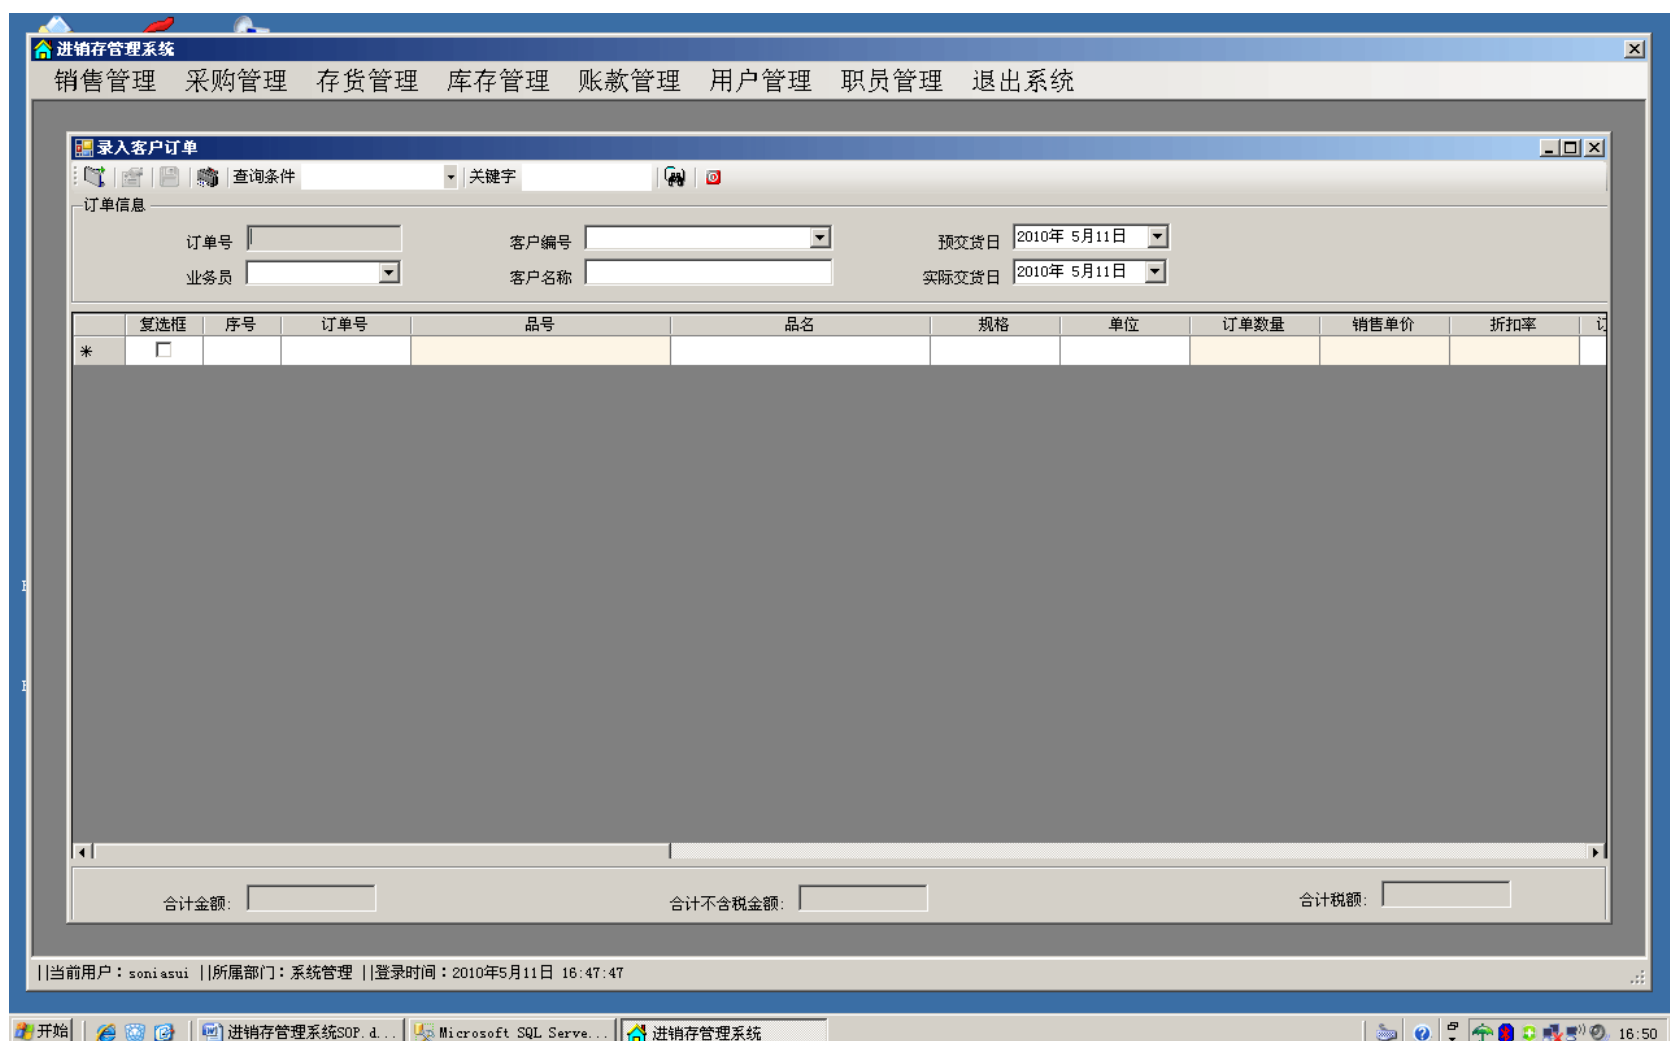 进销存管理系统
销售管理 采购管理 存货管理 库存管理 账款管理 用户管理 职员管理 退出系统
录入客户订单
查询条件 关键字
订单信息
订单号 客户编号 预交货日 2010年 5月11日
业务员 客户名称 实际交货日 2010年 5月11日
复选框 序号 订单号 品号 品名 规格 单位 订单数量 销售单价 折扣率
合计金额: 合计不含税金额: 合计税额:
||当前用户：soniasui ||所属部门：系统管理 ||登录时间：2010年5月11日 16:47:47
开始 进销存管理系统SOP.d... Microsoft SQL Serve... 进销存管理系统 16:50